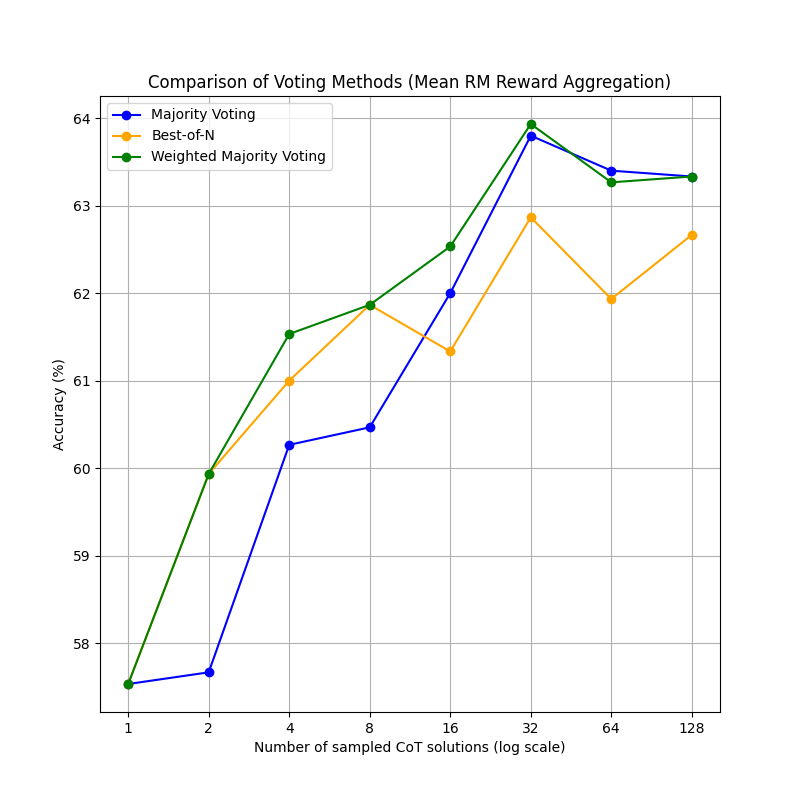 Comparison of Voting Methods (Mean RM Reward Aggregation)
Majority Voting
Best-of-N
Weighted Majority Voting
64
63
62
61
60
59
58
Accuracy (%)
1 2 4 8 16 32 64 128
Number of sampled CoT solutions (log scale)